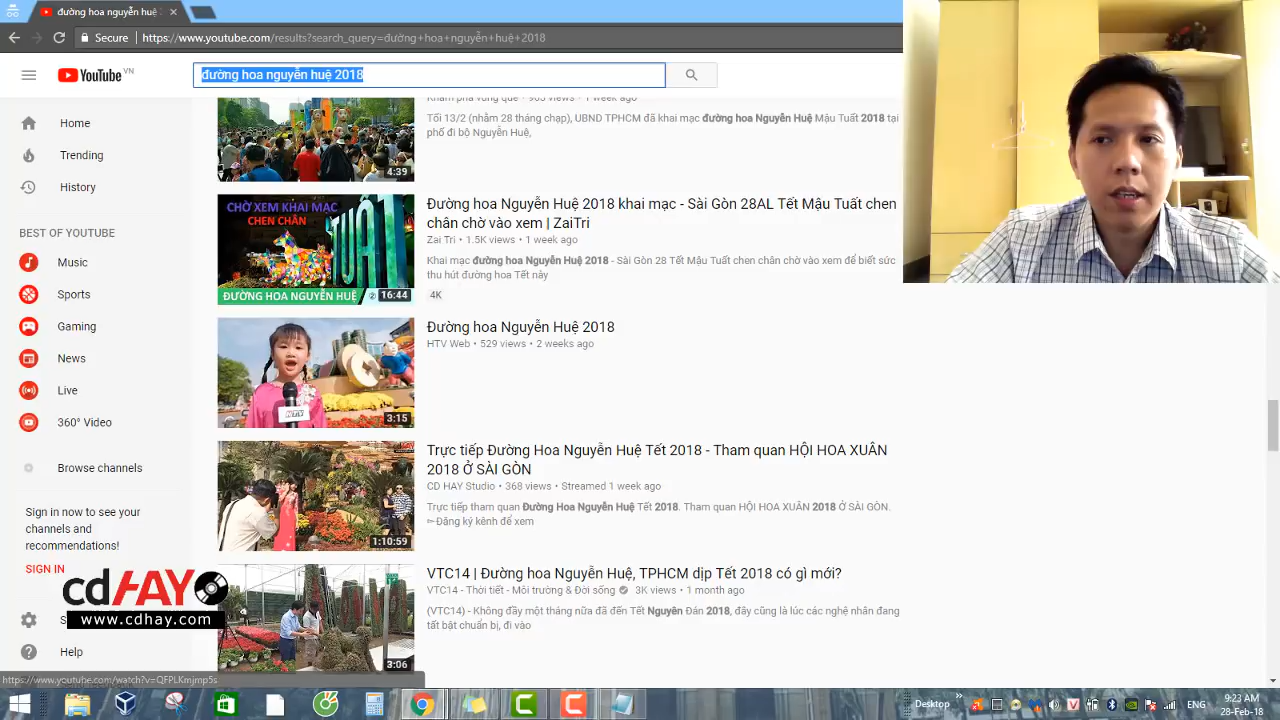 đường hoa nguyễn huệ
Secure
https://www.youtube.com/results?search_query=đường+hoa+nguyễn+huệ+2018
YouTube VN
đường hoa nguyễn huệ 2018
Home
Trending
History
BEST OF YOUTUBE
Music
Sports
Gaming
News
Live
360° Video
Browse channels
Sign in now to see your
channels and
recommendations!
SIGN IN
Help
cdHAY
www.cdhay.com
https://www.youtube.com/watch?v=QFPLKmjmp5s
Khám phá vùng quê • 965 views • 1 week ago
Tối 13/2 (nhằm 28 tháng chạp), UBND TPHCM đã khai mạc đường hoa Nguyễn Huệ Mậu Tuất 2018 tại
phố đi bộ Nguyễn Huệ,
4:39
CHỜ XEM KHAI MẠC
CHEN CHÂN
TUẤT
ĐƯỜNG HOA NGUYỄN HUỆ
16:44
Đường hoa Nguyễn Huệ 2018 khai mạc - Sài Gòn 28AL Tết Mậu Tuất chen
chân chờ vào xem | ZaiTri
Zai Tri • 1.5K views • 1 week ago
Khai mạc đường hoa Nguyễn Huệ 2018 - Sài Gòn 28 Tết Mậu Tuất chen chân chờ vào xem để biết sức
thu hút đường hoa Tết này
4K
HTV
3:15
Đường hoa Nguyễn Huệ 2018
HTV Web • 529 views • 2 weeks ago
1:10:59
Trực tiếp Đường Hoa Nguyễn Huệ Tết 2018 - Tham quan HỘI HOA XUÂN
2018 Ở SÀI GÒN
CD HAY Studio • 368 views • Streamed 1 week ago
Trực tiếp tham quan Đường Hoa Nguyễn Huệ Tết 2018. Tham quan HỘI HOA XUÂN 2018 Ở SÀI GÒN.
➳Đăng ký kênh để xem
3:06
VTC14 | Đường hoa Nguyễn Huệ, TPHCM dịp Tết 2018 có gì mới?
VTC14 - Thời tiết - Môi trường & Đời sống 3K views • 1 month ago
(VTC14) - Không đầy một tháng nữa đã đến Tết Nguyên Đán 2018, đây cũng là lúc các nghệ nhân đang
tất bật chuẩn bị, đi vào
Desktop
ENG
9:23 AM
28-Feb-18